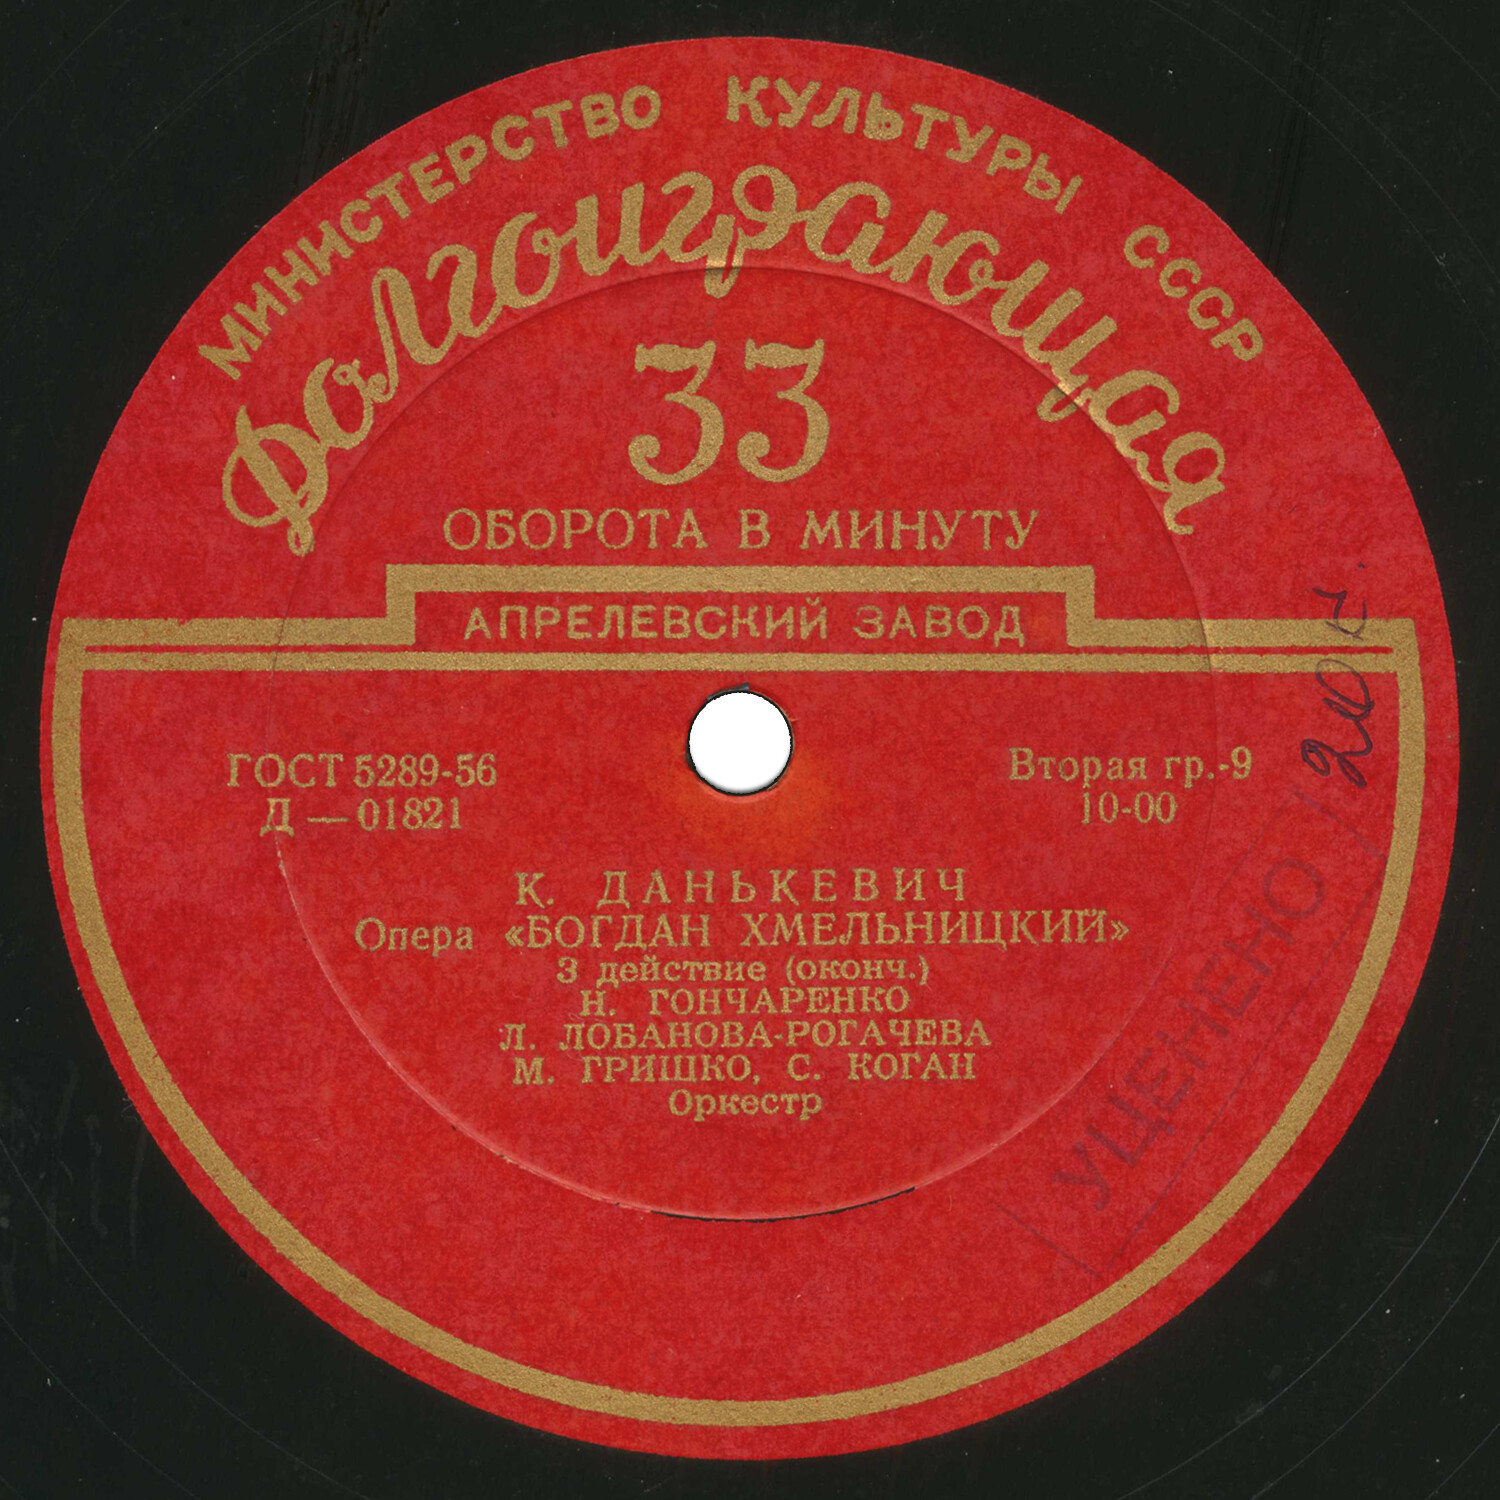 МИНИСТЕРСТВО КУЛЬТУРЫ СССР
Долгоиграющая
33
ОБОРОТА В МИНУТУ
АПРЕЛЕВСКИЙ ЗАВОД
ГОСТ 5289-56
Д — 01821
Вторая гр.-9
10-00
К. ДАНЬКЕВИЧ
Опера «БОГДАН ХМЕЛЬНИЦКИЙ»
3 действие (оконч.)
Н. ГОНЧАРЕНКО
Л. ЛОБАНОВА-РОГАЧЕВА
М. ГРИШКО, С. КОГАН
Оркестр
УЦЕНЕНО